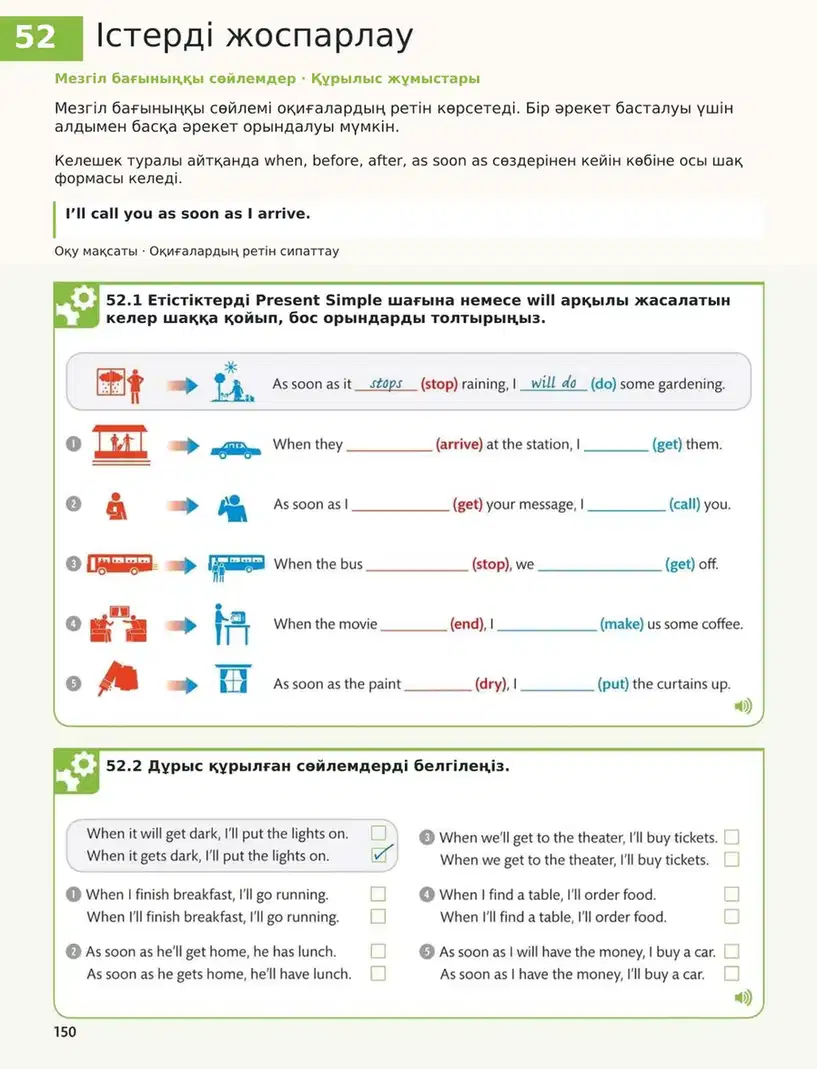 52 Істерді жоспарлау
Мезгіл бағыныңқы сөйлемдер · Құрылыс жұмыстары
Мезгіл бағыныңқы сөйлемі оқиғалардың ретін көрсетеді. Бір әрекет басталуы үшін
алдымен басқа әрекет орындалуы мүмкін.
Келешек туралы айтқанда when, before, after, as soon as сөздерінен кейін көбіне осы шақ
формасы келеді.
I’ll call you as soon as I arrive.
Оқу мақсаты · Оқиғалардың ретін сипаттау
52.1 Етістіктерді Present Simple шағына немесе will арқылы жасалатын
келер шаққа қойып, бос орындарды толтырыңыз.
As soon as it stops (stop) raining, I will do (do) some gardening.
1 When they __________ (arrive) at the station, I ________ (get) them.
2 As soon as I ___________ (get) your message, I _________ (call) you.
3 When the bus ____________ (stop), we ______________ (get) off.
4 When the movie ________ (end), I ____________ (make) us some coffee.
5 As soon as the paint ________ (dry), I _________ (put) the curtains up.
52.2 Дұрыс құрылған сөйлемдерді белгілеңіз.
When it will get dark, I’ll put the lights on.
When it gets dark, I’ll put the lights on. ✓
1 When I finish breakfast, I’ll go running.
When I’ll finish breakfast, I’ll go running.
2 As soon as he’ll get home, he has lunch.
As soon as he gets home, he’ll have lunch.
3 When we’ll get to the theater, I’ll buy tickets.
When we get to the theater, I’ll buy tickets.
4 When I find a table, I’ll order food.
When I’ll find a table, I’ll order food.
5 As soon as I will have the money, I buy a car.
As soon as I have the money, I’ll buy a car.
150